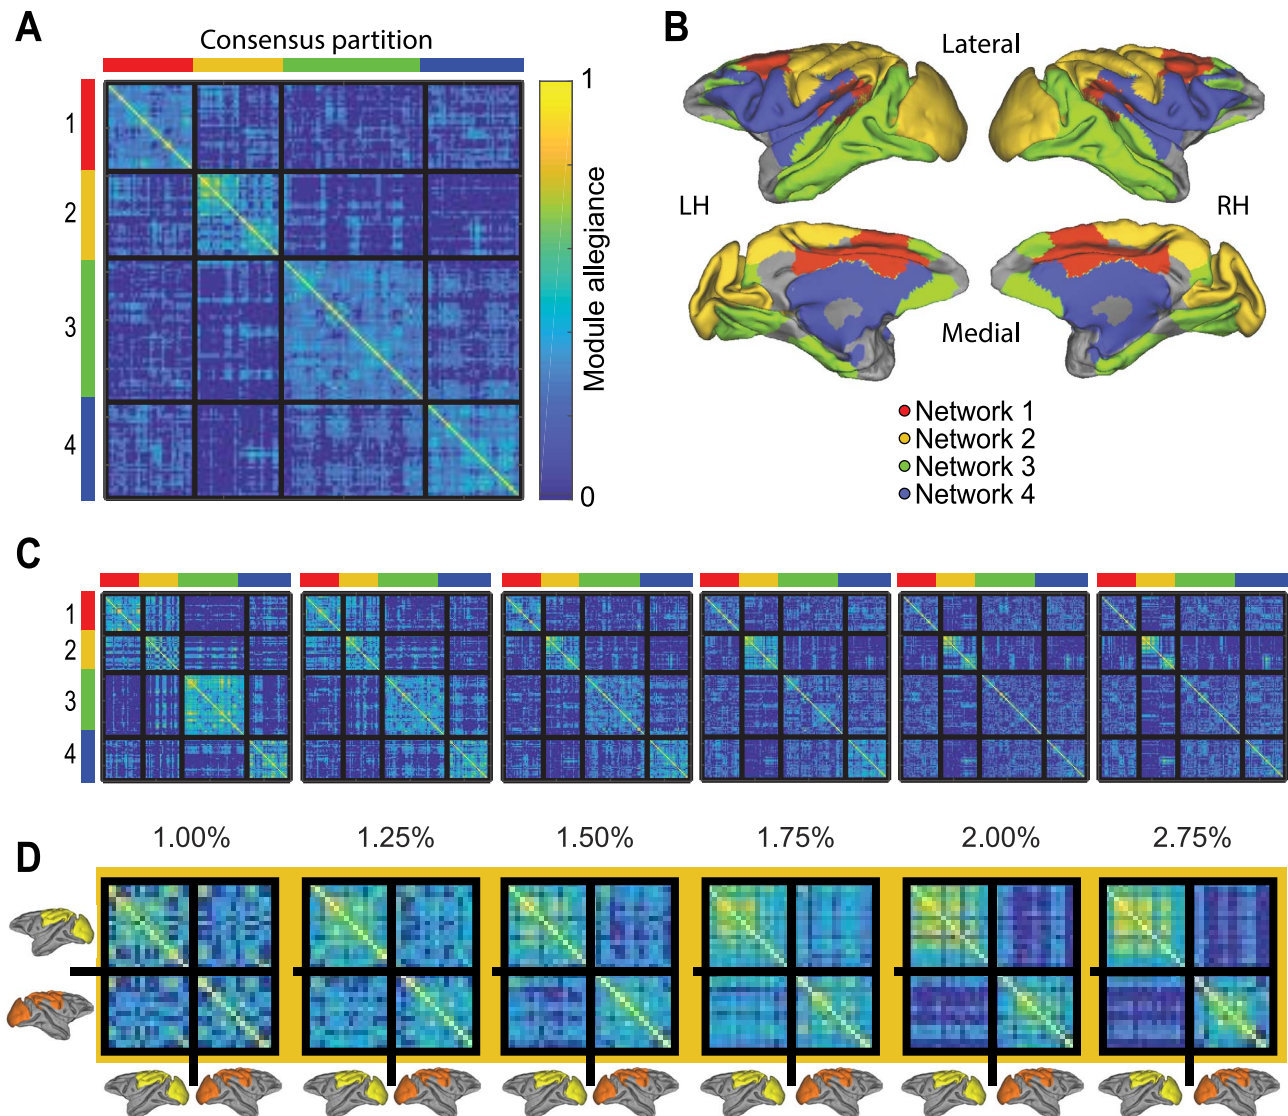 A
Consensus partition
1
2
3
4
1
Module allegiance
0
B
Lateral
LH
RH
Medial
Network 1
Network 2
Network 3
Network 4
C
1
2
3
4
D
1.00%
1.25%
1.50%
1.75%
2.00%
2.75%